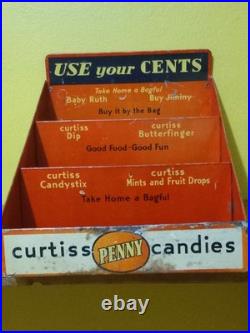 USE your CENTS
Take Home a Bagful
Baby Ruth Buy Jiminy
Buy it by the Bag
curtiss curtiss
Dip Butterfinger
Good Food-Good Fun
curtiss curtiss
Candystix Mints and Fruit Drops
Take Home a Bagful
curtiss PENNY candies